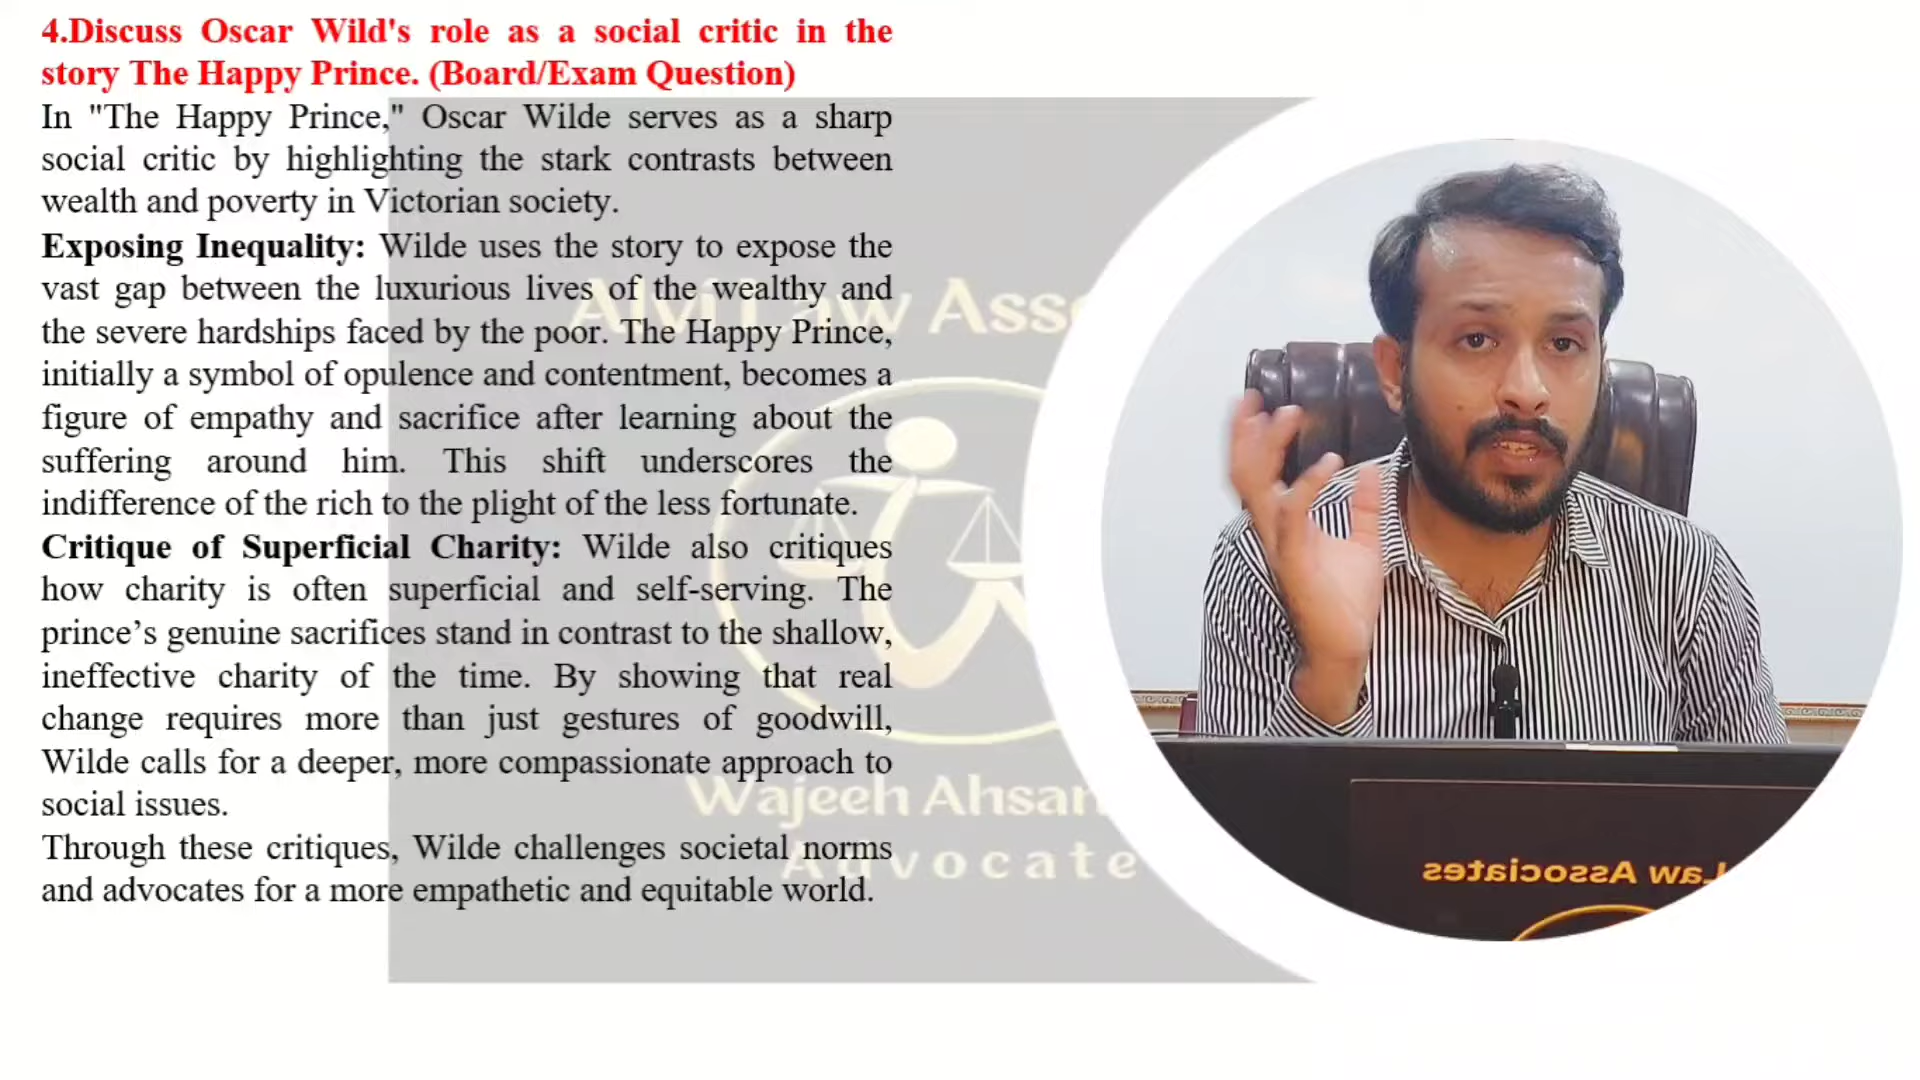 4.Discuss Oscar Wild's role as a social critic in the
story The Happy Prince. (Board/Exam Question)
In "The Happy Prince," Oscar Wilde serves as a sharp
social critic by highlighting the stark contrasts between
wealth and poverty in Victorian society.
Exposing Inequality: Wilde uses the story to expose the
vast gap between the luxurious lives of the wealthy and
the severe hardships faced by the poor. The Happy Prince,
initially a symbol of opulence and contentment, becomes a
figure of empathy and sacrifice after learning about the
suffering around him. This shift underscores the
indifference of the rich to the plight of the less fortunate.
Critique of Superficial Charity: Wilde also critiques
how charity is often superficial and self-serving. The
prince’s genuine sacrifices stand in contrast to the shallow,
ineffective charity of the time. By showing that real
change requires more than just gestures of goodwill,
Wilde calls for a deeper, more compassionate approach to
social issues.
Through these critiques, Wilde challenges societal norms
and advocates for a more empathetic and equitable world.
Alvi Law Asso
Wajeeh Ahsan
Advocate
Law Associates